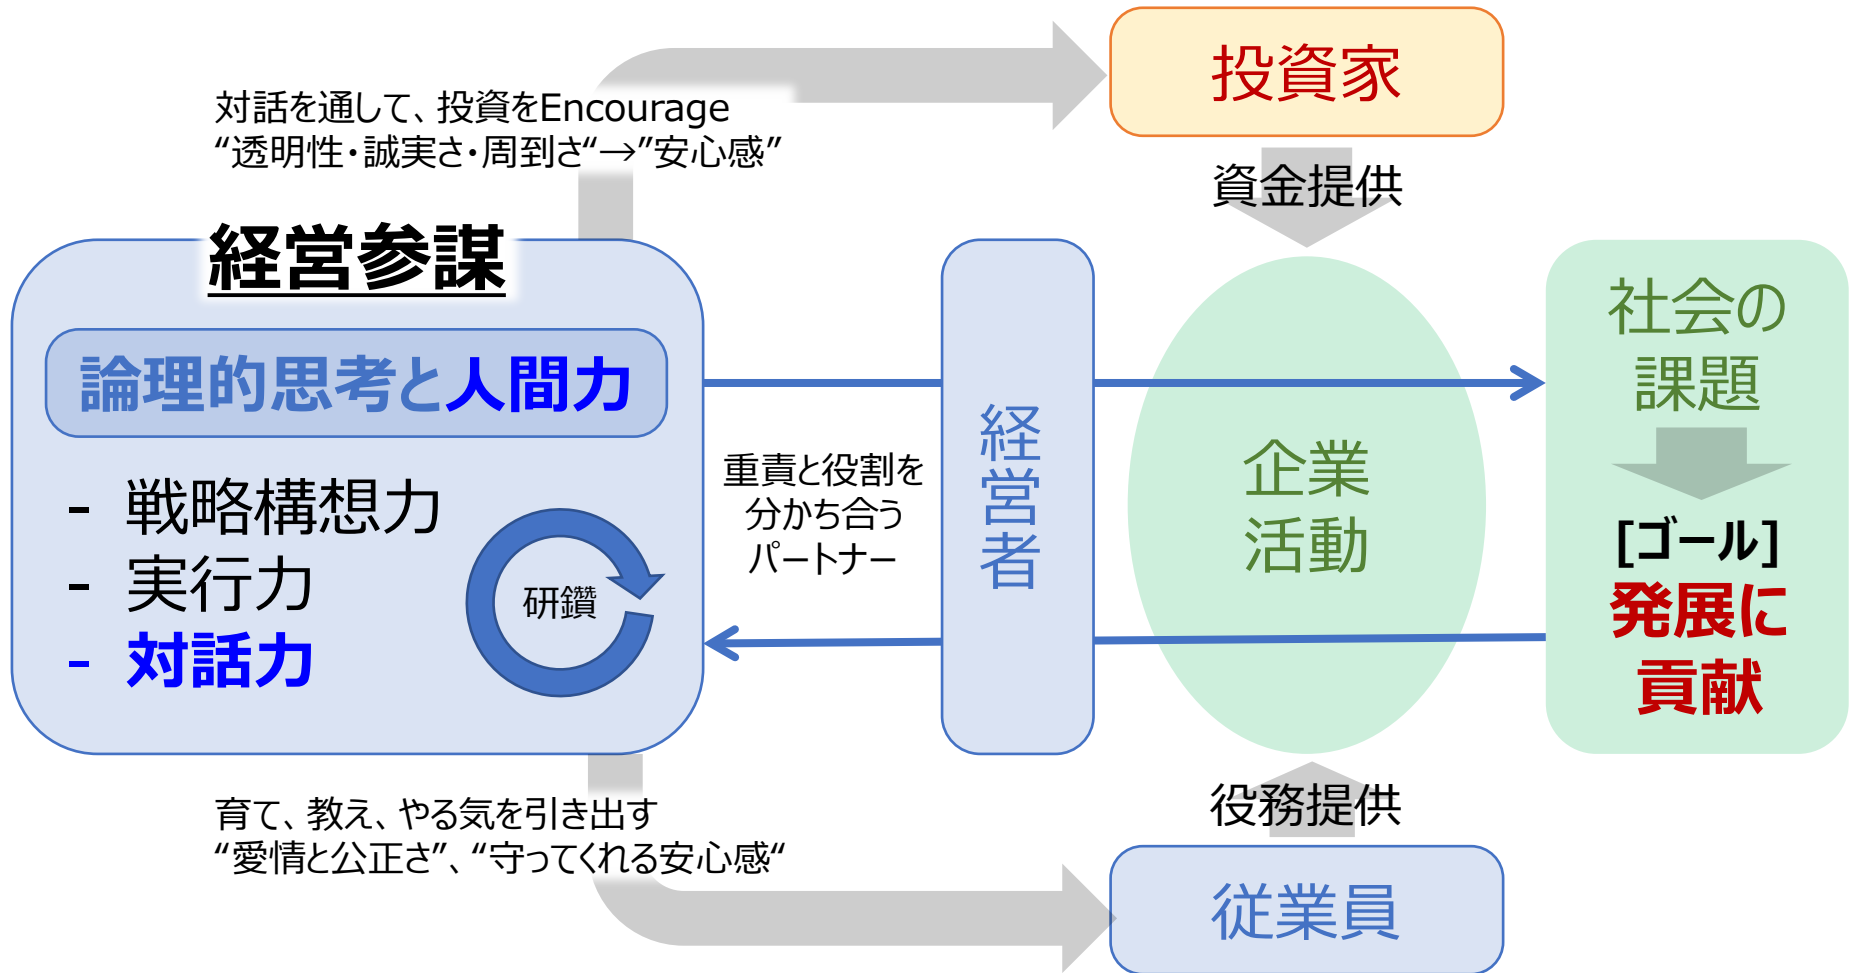 投資家
対話を通して、投資をEncourage
“透明性・誠実さ・周到さ“→”安心感”
資金提供
経営参謀
論理的思考と人間力
- 戦略構想力
- 実行力
- 対話力
研鑽
重責と役割を
分かち合う
パートナー
経営者
企業
活動
社会の
課題
[ゴール]
発展に
貢献
育て、教え、やる気を引き出す
“愛情と公正さ”、“守ってくれる安心感“
役務提供
従業員